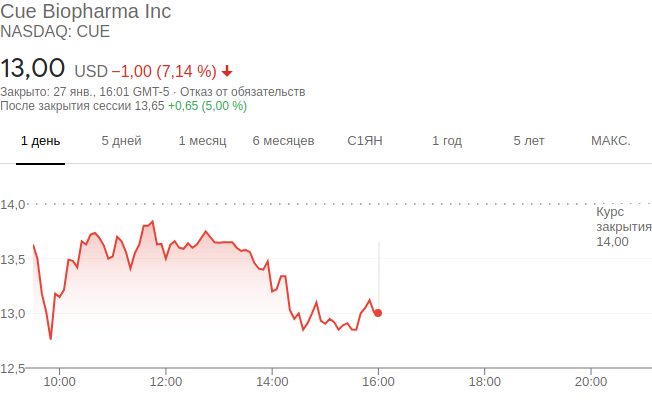 Cue Biopharma Inc
NASDAQ: CUE
13,00 USD −1,00 (7,14 %) ↓
Закрыто: 27 янв., 16:01 GMT-5 · Отказ от обязательств
После закрытия сессии 13,65 +0,65 (5,00 %)
1 день 5 дней 1 месяц 6 месяцев С1ЯН 1 год 5 лет МАКС.
14,0
Курс
закрытия
14,00
13,5
13,0
12,5
10:00 12:00 14:00 16:00 18:00 20:00